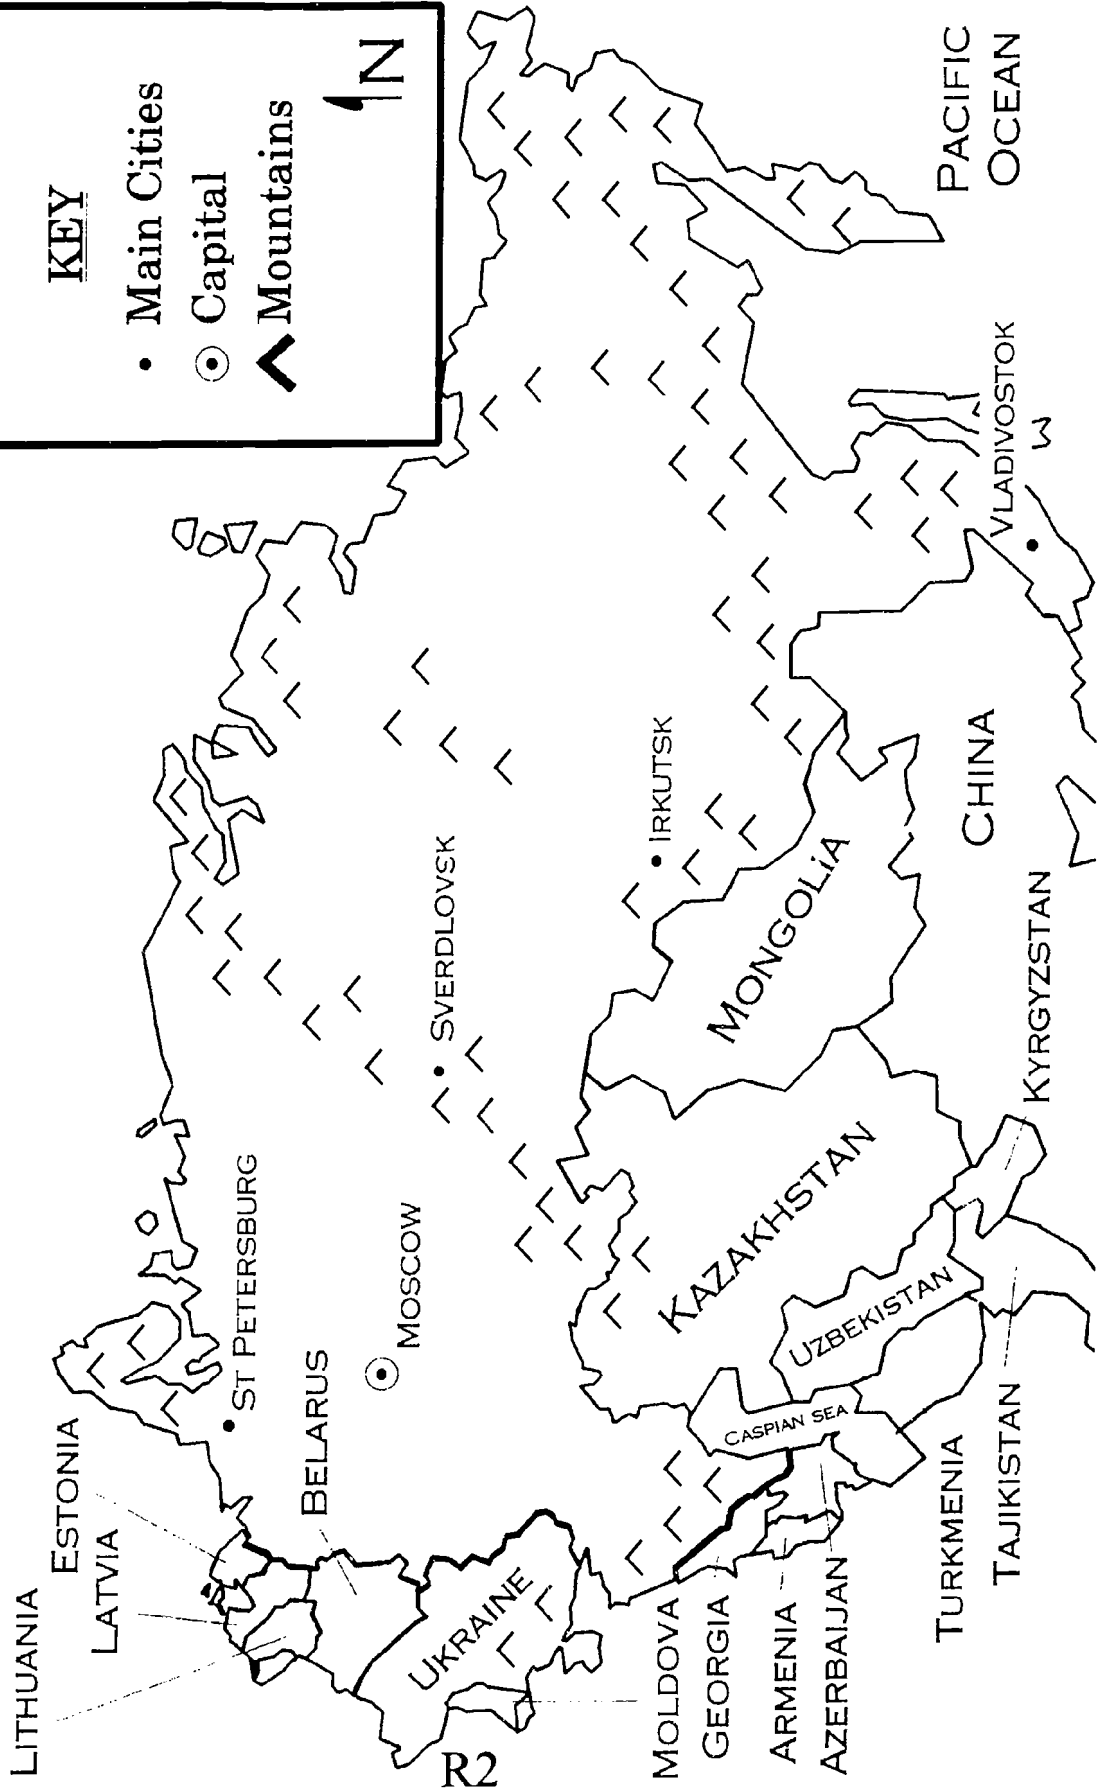 KEY
Main Cities
Capital
Mountains
N
LITHUANIA
ESTONIA
LATVIA
BELARUS
ST PETERSBURG
MOSCOW
SVERDLOVSK
IRKUTSK
PACIFIC
OCEAN
VLADIVOSTOK
UKRAINE
KAZAKHSTAN
MONGOLiA
CHINA
CASPIAN SEA
UZBEKISTAN
KYRGYZSTAN
MOLDOVA
GEORGIA
ARMENIA
AZERBAIJAN
TURKMENIA
TAJIKISTAN
R2